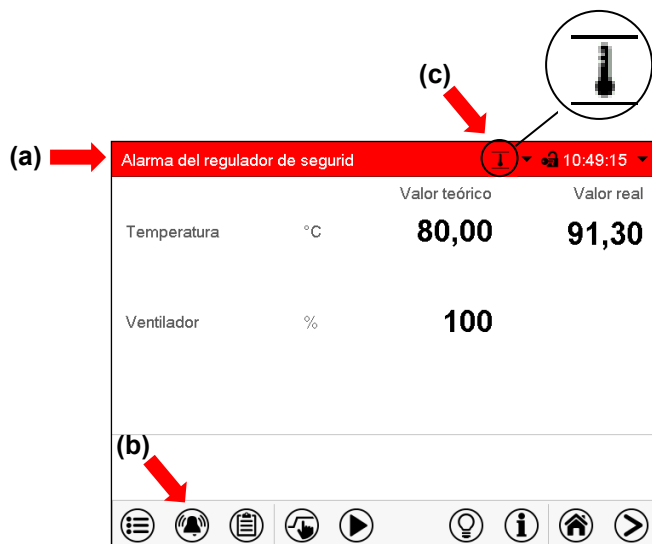 (c)
(a)
Alarma del regulador de segurid 10:49:15
Valor teórico Valor real
Temperatura °C 80,00 91,30
Ventilador % 100
(b)